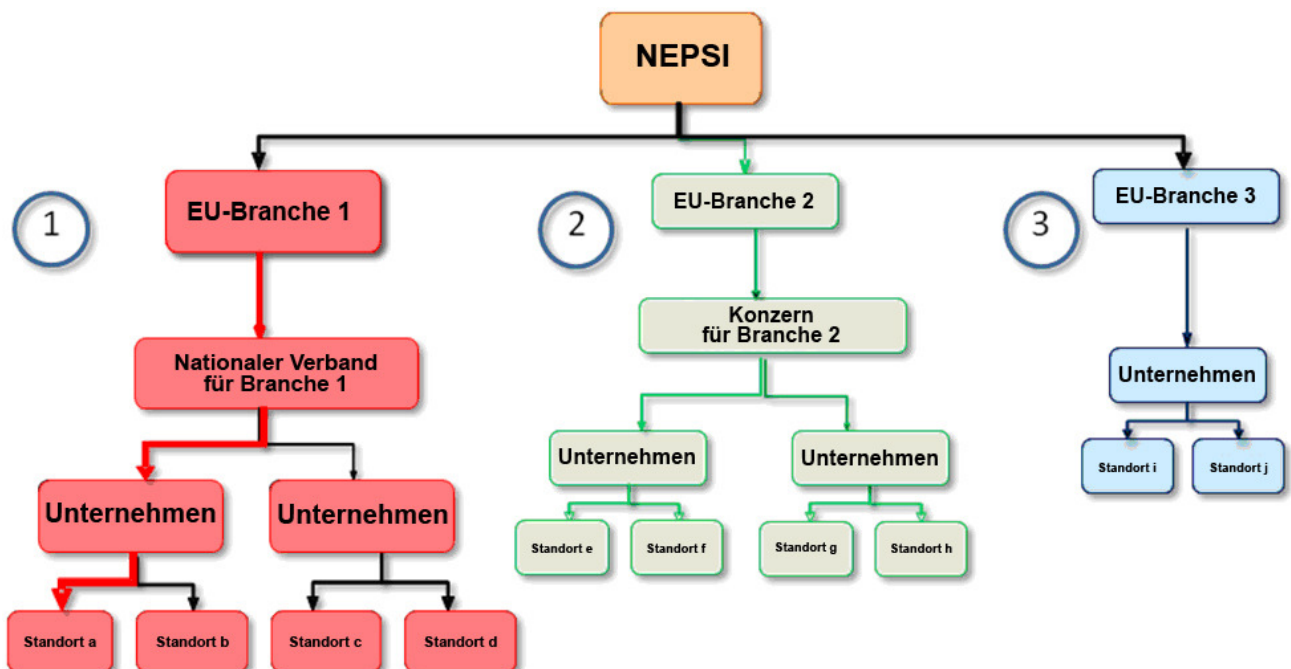 NEPSI
1
EU-Branche 1
2
EU-Branche 2
3
EU-Branche 3
Nationaler Verband
für Branche 1
Konzern
für Branche 2
Unternehmen
Unternehmen
Unternehmen
Unternehmen
Unternehmen
Standort a
Standort b
Standort c
Standort d
Standort e
Standort f
Standort g
Standort h
Standort i
Standort j